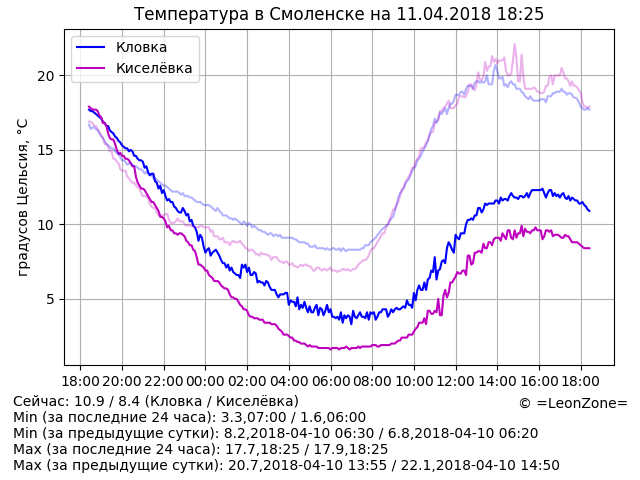 Температура в Смоленске на 11.04.2018 18:25
Кловка
Киселёвка
градусов Цельсия, °C
20
15
10
5
18:00 20:00 22:00 00:00 02:00 04:00 06:00 08:00 10:00 12:00 14:00 16:00 18:00
Сейчас: 10.9 / 8.4 (Кловка / Киселёвка)
© =LeonZone=
Min (за последние 24 часа): 3.3,07:00 / 1.6,06:00
Min (за предыдущие сутки): 8.2,2018-04-10 06:30 / 6.8,2018-04-10 06:20
Max (за последние 24 часа): 17.7,18:25 / 17.9,18:25
Max (за предыдущие сутки): 20.7,2018-04-10 13:55 / 22.1,2018-04-10 14:50